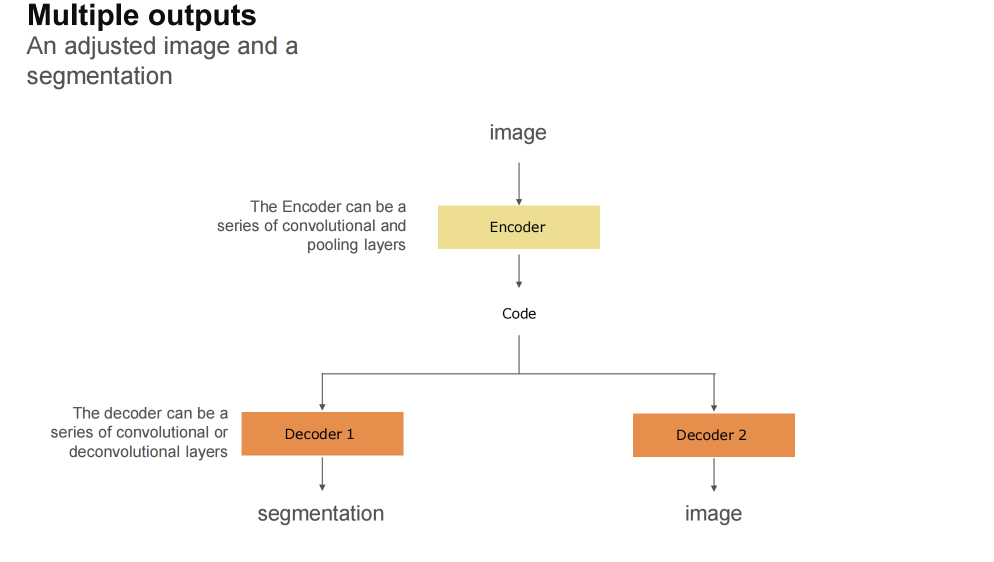 Multiple outputs
An adjusted image and a
segmentation
image
The Encoder can be a
series of convolutional and
pooling layers
Encoder
Code
The decoder can be a
series of convolutional or
deconvolutional layers
Decoder 1
Decoder 2
segmentation
image